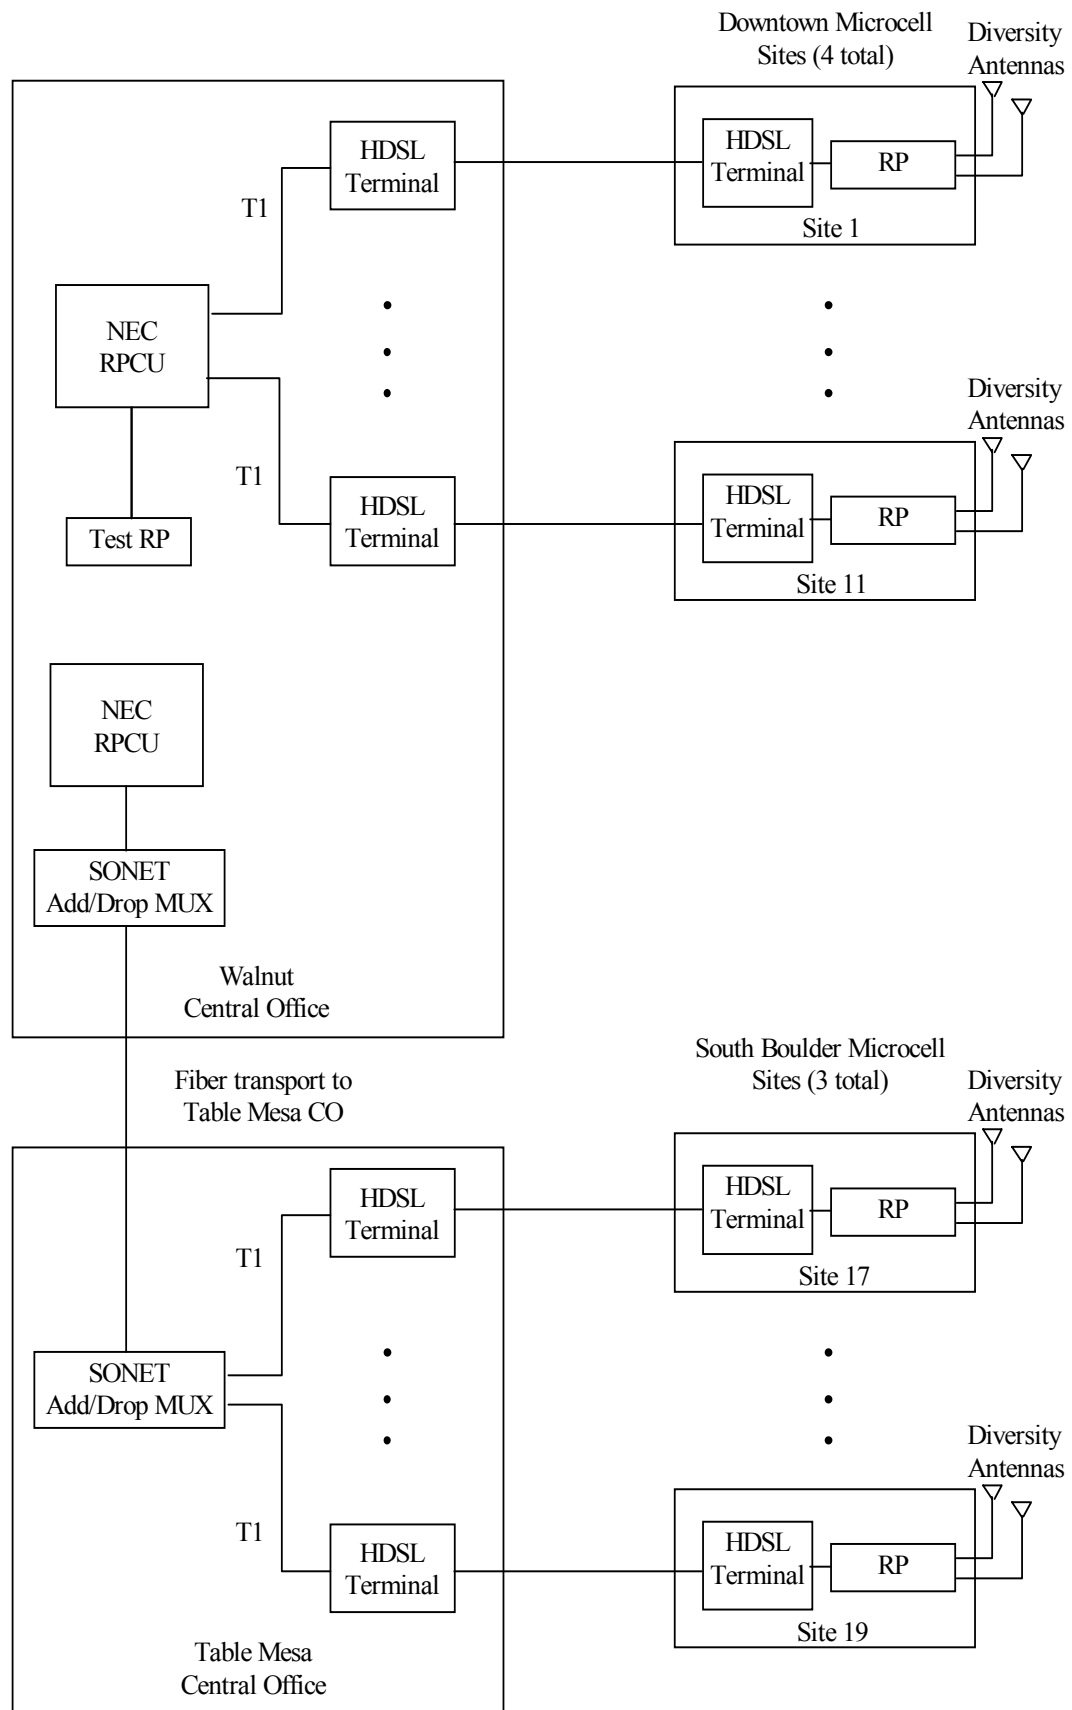 Downtown Microcell
Sites (4 total)
Diversity
Antennas
HDSL
Terminal
HDSL
Terminal
RP
T1
Site 1
NEC
RPCU
Diversity
Antennas
T1
HDSL
Terminal
HDSL
Terminal
RP
Test RP
Site 11
NEC
RPCU
SONET
Add/Drop MUX
Walnut
Central Office
South Boulder Microcell
Sites (3 total)
Fiber transport to
Table Mesa CO
Diversity
Antennas
HDSL
Terminal
HDSL
Terminal
RP
T1
Site 17
SONET
Add/Drop MUX
Diversity
Antennas
T1
HDSL
Terminal
HDSL
Terminal
RP
Site 19
Table Mesa
Central Office